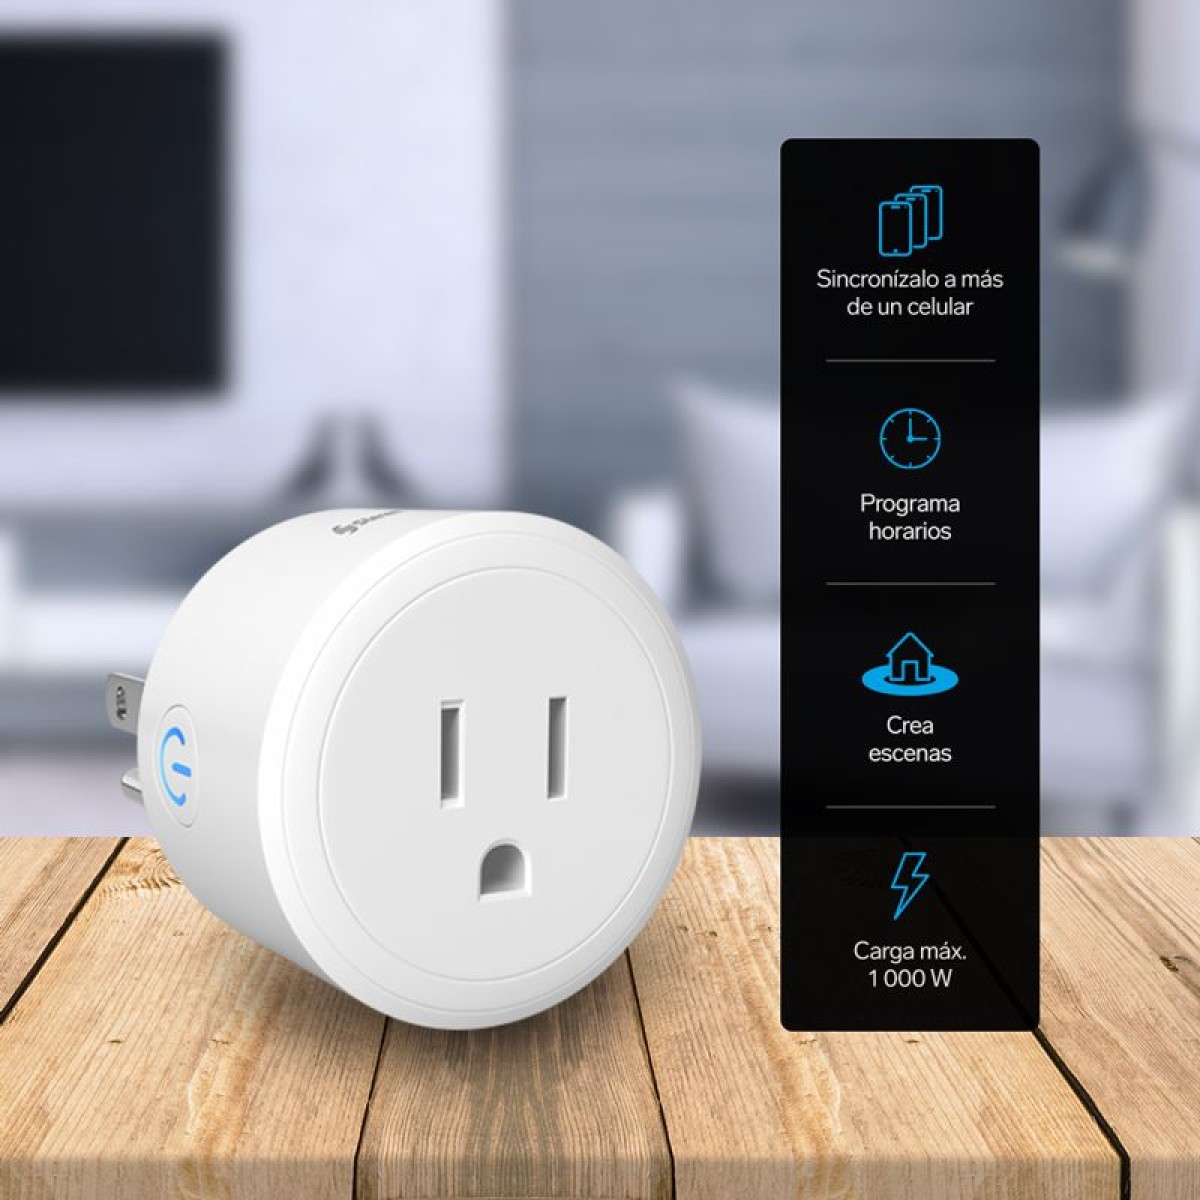 Sincronízalo a más
de un celular
Programa
horarios
Crea
escenas
Carga máx.
1 000 W